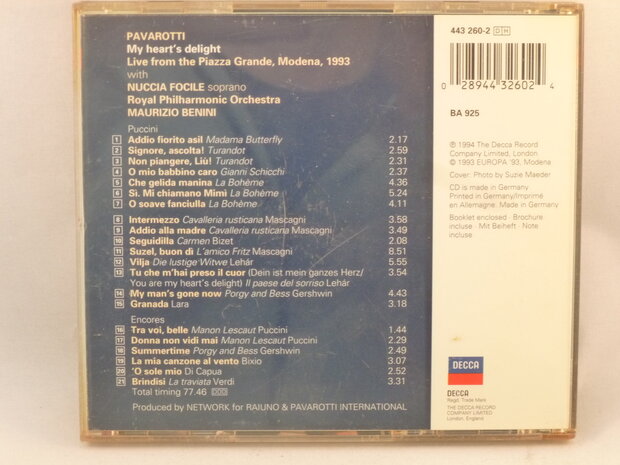 PAVAROTTI
My heart's delight
Live from the Piazza Grande, Modena, 1993
with
NUCCIA FOCILE soprano
Royal Philharmonic Orchestra
MAURIZIO BENINI
Puccini
1 Addio fiorito asil Madama Butterfly 2.17
2 Signore, ascolta! Turandot 2.59
3 Non piangere, Liù! Turandot 2.31
4 O mio babbino caro Gianni Schicchi 2.37
5 Che gelida manina La Bohème 4.36
6 Sì. Mi chiamano Mimì La Bohème 5.24
7 O soave fanciulla La Bohème 4.11
8 Intermezzo Cavalleria rusticana Mascagni 3.58
9 Addio alla madre Cavalleria rusticana Mascagni 3.49
10 Seguidilla Carmen Bizet 2.08
11 Suzel, buon dì L'amico Fritz Mascagni 8.51
12 Vilja Die lustige Witwe Lehár 5.55
13 Tu che m'hai preso il cuor (Dein ist mein ganzes Herz/ 3.54
You are my heart's delight) Il paese del sorriso Lehár
14 My man's gone now Porgy and Bess Gershwin 4.43
15 Granada Lara 3.18
Encores
16 Tra voi, belle Manon Lescaut Puccini 1.44
17 Donna non vidi mai Manon Lescaut Puccini 2.29
18 Summertime Porgy and Bess Gershwin 2.49
19 La mia canzone al vento Bixio 3.07
20 'O sole mio Di Capua 2.52
21 Brindisi La traviata Verdi 3.31
Total timing 77.46 DDD
Produced by NETWORK for RAIUNO & PAVAROTTI INTERNATIONAL
443 260-2 DH
0 28944 32602 4
BA 925
℗ 1994 The Decca Record
Company Limited, London
© 1993 EUROPA '93, Modena
Cover: Photo by Suzie Maeder
CD is made in Germany
Printed in Germany/Imprimé
en Allemagne. Made in Germany
Booklet enclosed · Brochure
incluse · Mit Beiheft · Note
incluse
DECCA
DECCA
Regd. Trade Mark
THE DECCA RECORD
COMPANY LIMITED
London, England